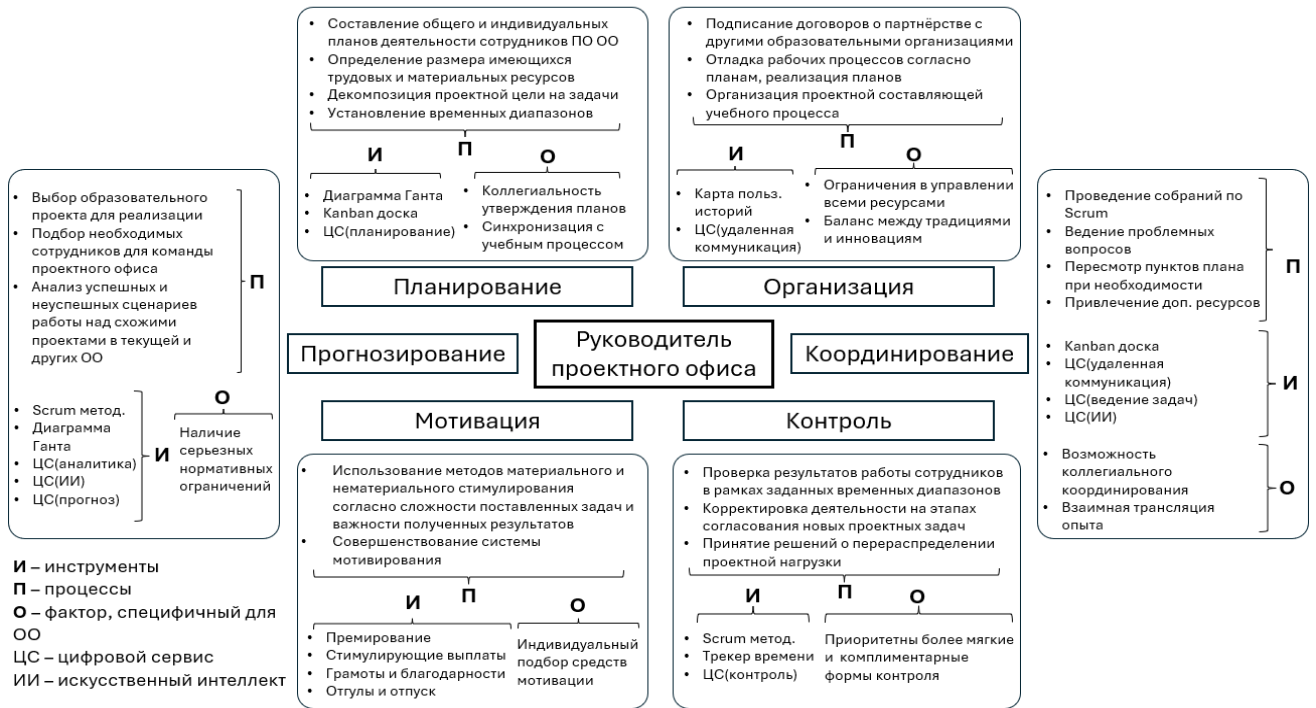 • Составление общего и индивидуальных
планов деятельности сотрудников ПО ОО
• Определение размера имеющихся
трудовых и материальных ресурсов
• Декомпозиция проектной цели на задачи
• Установление временных диапазонов
П
И
• Диаграмма Ганта
• Kanban доска
• ЦС(планирование)
О
• Коллегиальность
утверждения планов
• Синхронизация с
учебным процессом
Планирование
• Подписание договоров о партнёрстве с
другими образовательными организациями
• Отладка рабочих процессов согласно
планам, реализация планов
• Организация проектной составляющей
учебного процесса
П
И
• Карта польз.
историй
• ЦС(удаленная
коммуникация)
О
• Ограничения в управлении
всеми ресурсами
• Баланс между традициями
и инновациям
Организация
• Выбор образовательного
проекта для реализации
• Подбор необходимых
сотрудников для команды
проектного офиса
• Анализ успешных и
неуспешных сценариев
работы над схожими
проектами в текущей и
других ОО
П
• Scrum метод.
• Диаграмма
Ганта
• ЦС(аналитика)
• ЦС(ИИ)
• ЦС(прогноз)
И
О
Наличие
серьезных
нормативных
ограничений
Прогнозирование
Руководитель
проектного офиса
Координирование
• Проведение собраний по
Scrum
• Ведение проблемных
вопросов
• Пересмотр пунктов плана
при необходимости
• Привлечение доп. ресурсов
П
• Kanban доска
• ЦС(удаленная
коммуникация)
• ЦС(ведение задач)
• ЦС(ИИ)
И
• Возможность
коллегиального
координирования
• Взаимная трансляция
опыта
О
Мотивация
• Использование методов материального и
нематериального стимулирования
согласно сложности поставленных задач и
важности полученных результатов
• Совершенствование системы
мотивирования
П
И
• Премирование
• Стимулирующие выплаты
• Грамоты и благодарности
• Отгулы и отпуск
О
Индивидуальный
подбор средств
мотивации
Контроль
• Проверка результатов работы сотрудников
в рамках заданных временных диапазонов
• Корректировка деятельности на этапах
согласования новых проектных задач
• Принятие решений о перераспределении
проектной нагрузки
П
И
• Scrum метод.
• Трекер времени
• ЦС(контроль)
О
Приоритетны более мягкие
и комплиментарные
формы контроля
И – инструменты
П – процессы
О – фактор, специфичный для
ОО
ЦС – цифровой сервис
ИИ – искусственный интеллект